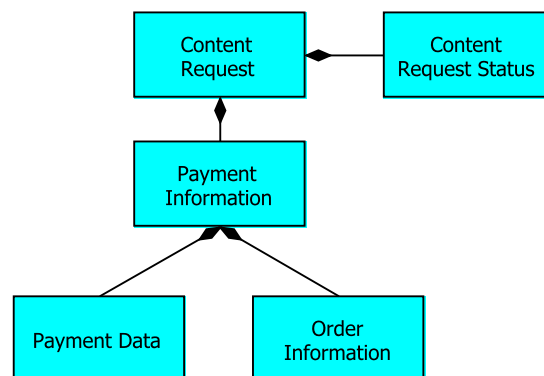 Content
Request
Content
Request Status
Payment
Information
Payment Data
Order
Information